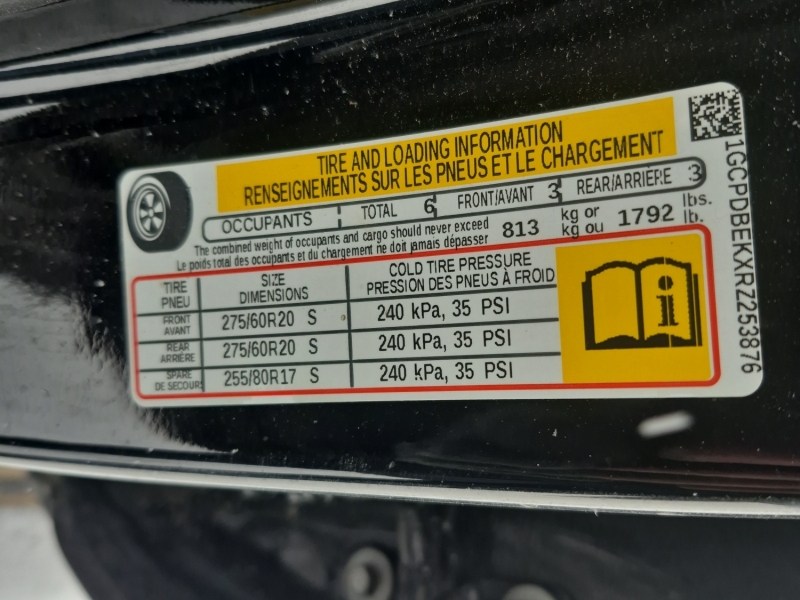 TIRE AND LOADING INFORMATION
RENSEIGNEMENTS SUR LES PNEUS ET LE CHARGEMENT
OCCUPANTS TOTAL 6 FRONT/AVANT 3 REAR/ARRIERE 3
The combined weight of occupants and cargo should never exceed 813 kg or 1792 lbs.
Le poids total des occupants et du chargement ne doit jamais dépasser kg ou lb.
TIRE PNEU SIZE DIMENSIONS COLD TIRE PRESSURE PRESSION DES PNEUS À FROID
FRONT AVANT 275/60R20 S 240 kPa, 35 PSI
REAR ARRIÈRE 275/60R20 S 240 kPa, 35 PSI
SPARE DE SECOURS 255/80R17 S 240 kPa, 35 PSI
1GCPDBEKXRZ253876